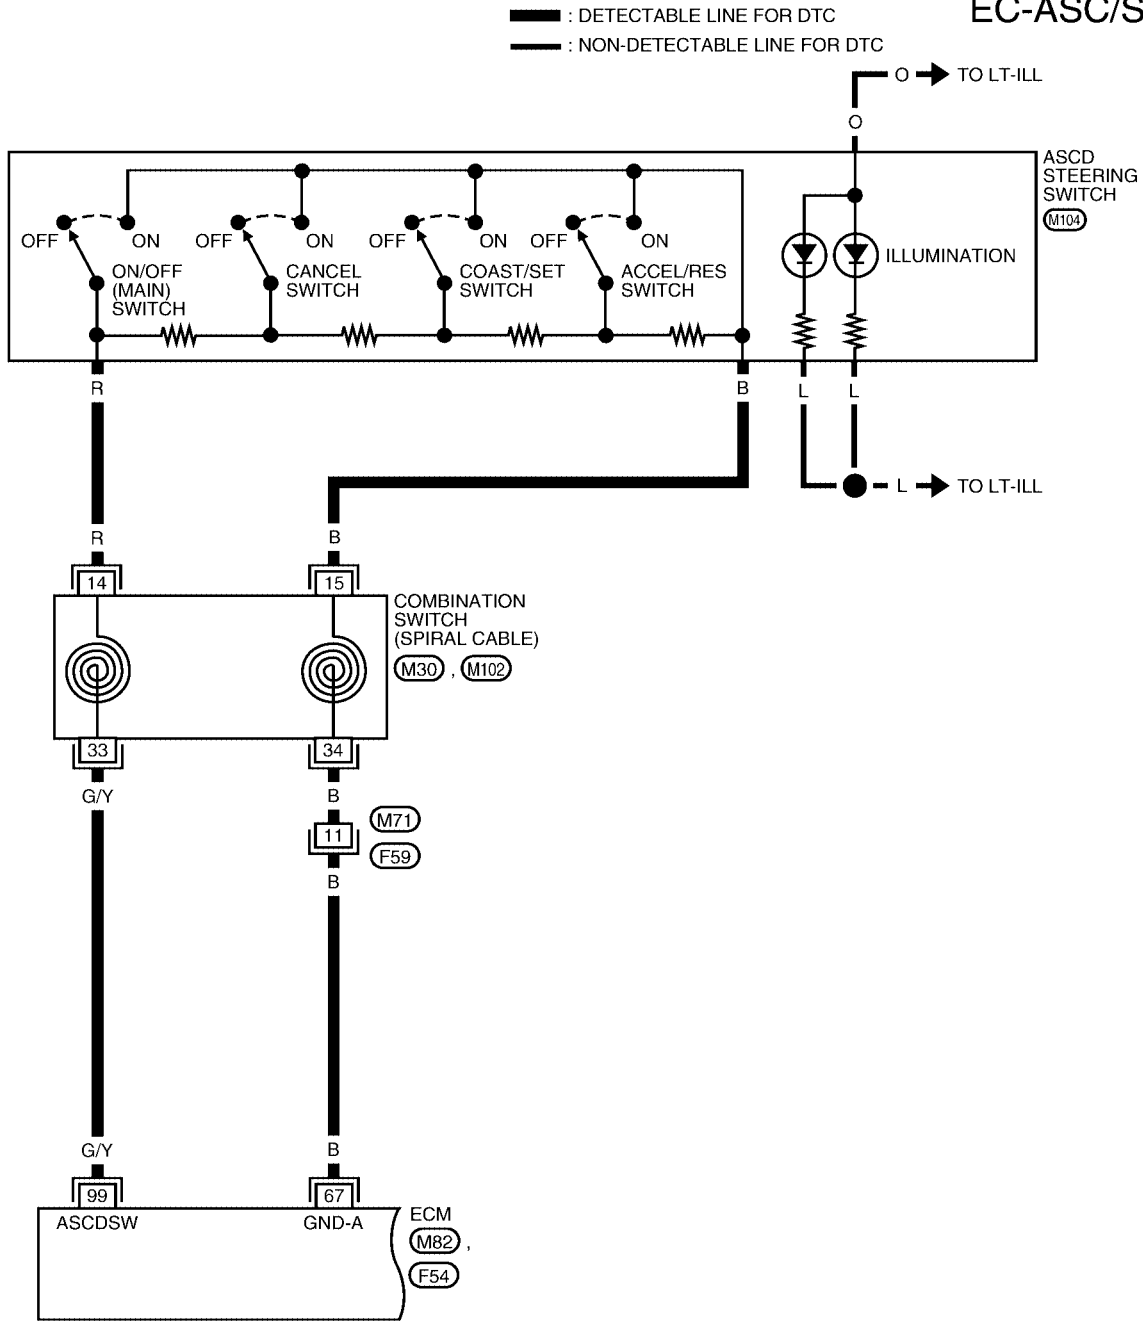 : DETECTABLE LINE FOR DTC
EC-ASC/S
: NON-DETECTABLE LINE FOR DTC
O TO LT-ILL
O
ASCD
STEERING
SWITCH
M104
OFF ON OFF ON OFF ON OFF ON
ILLUMINATION
ON/OFF
(MAIN)
SWITCH
CANCEL
SWITCH
COAST/SET
SWITCH
ACCEL/RES
SWITCH
R B L L
L TO LT-ILL
R B
14 15
COMBINATION
SWITCH
(SPIRAL CABLE)
M30 , M102
33 34
G/Y B
M71
11
F59
B
G/Y B
99 67
ASCDSW GND-A
ECM
M82 ,
F54